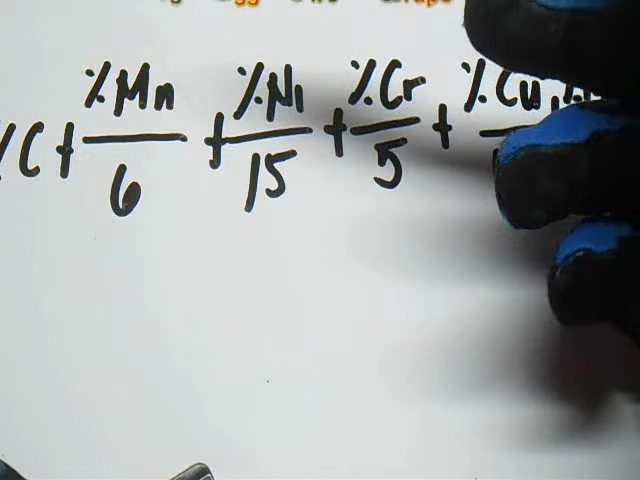 %C + %Mn/6 + %Ni/15 + %Cr/5 + %Cu